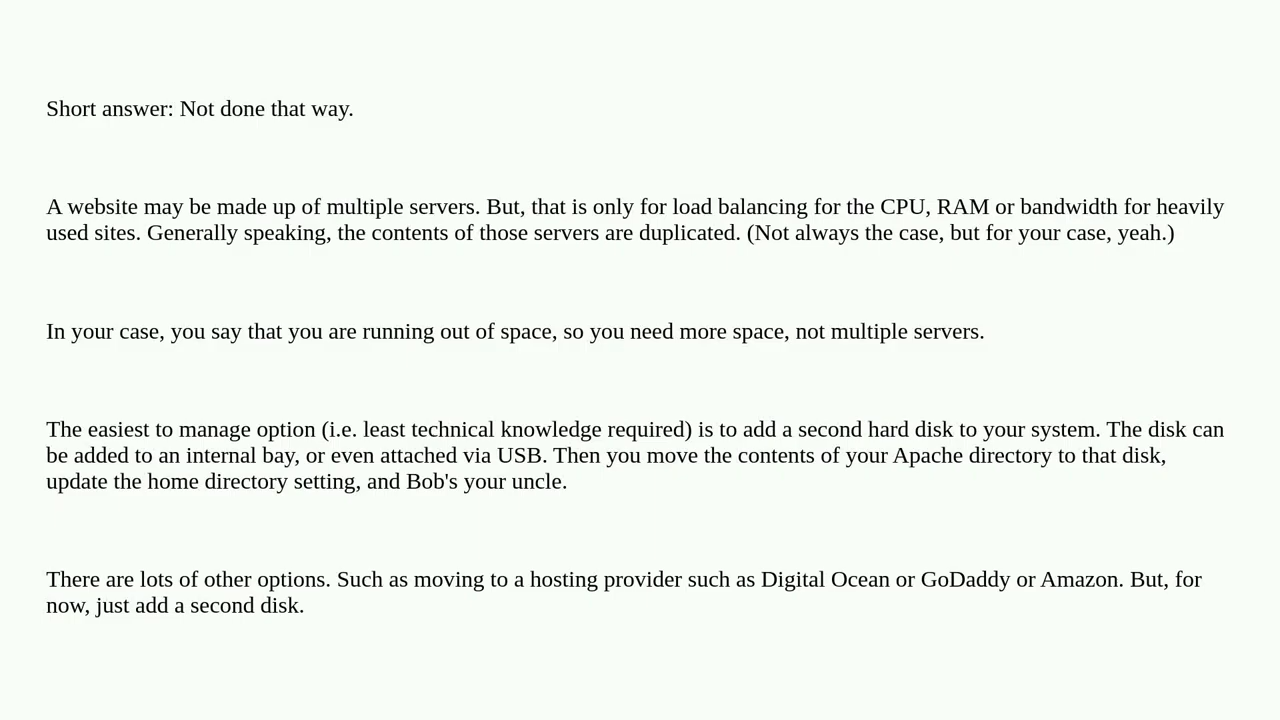 Short answer: Not done that way.
A website may be made up of multiple servers. But, that is only for load balancing for the CPU, RAM or bandwidth for heavily
used sites. Generally speaking, the contents of those servers are duplicated. (Not always the case, but for your case, yeah.)
In your case, you say that you are running out of space, so you need more space, not multiple servers.
The easiest to manage option (i.e. least technical knowledge required) is to add a second hard disk to your system. The disk can
be added to an internal bay, or even attached via USB. Then you move the contents of your Apache directory to that disk,
update the home directory setting, and Bob's your uncle.
There are lots of other options. Such as moving to a hosting provider such as Digital Ocean or GoDaddy or Amazon. But, for
now, just add a second disk.